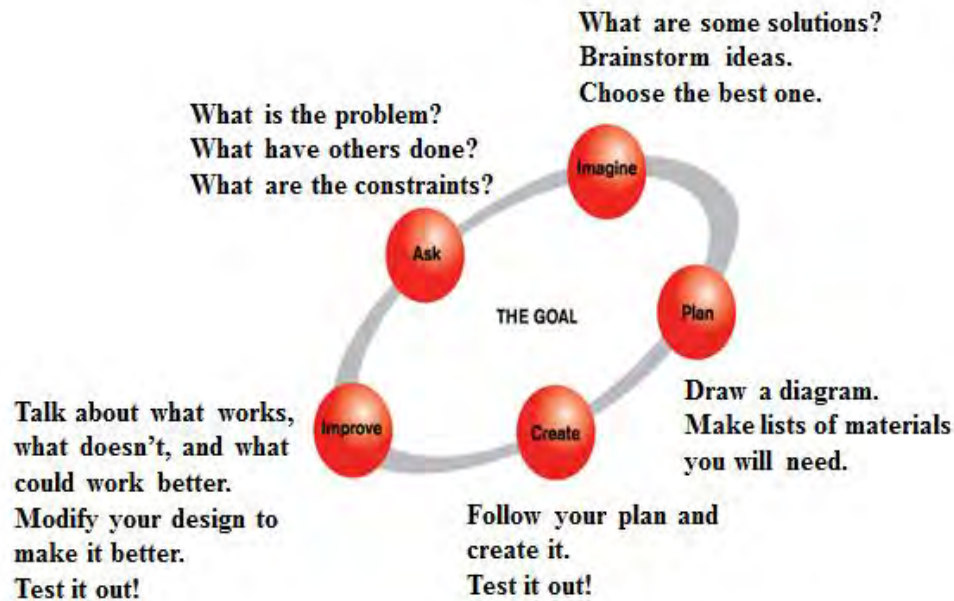 What are some solutions?
Brainstorm ideas.
Choose the best one.
Imagine
What is the problem?
What have others done?
What are the constraints?
Ask
THE GOAL
Plan
Draw a diagram.
Make lists of materials
you will need.
Create
Follow your plan and
create it.
Test it out!
Improve
Talk about what works,
what doesn't, and what
could work better.
Modify your design to
make it better.
Test it out!